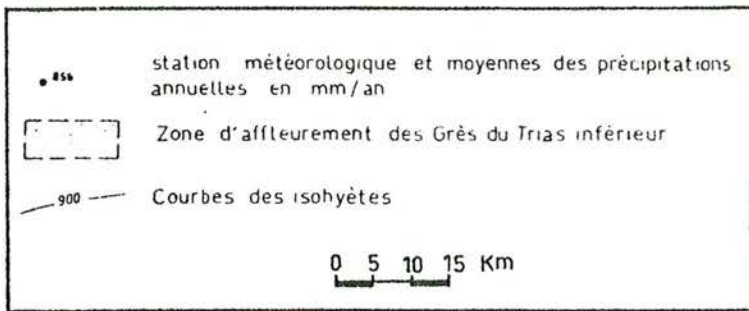 856
station météorologique et moyennes des précipitations
annuelles en mm/an
Zone d'affleurement des Grès du Trias inférieur
900
Courbes des isohyètes
0 5 10 15 Km